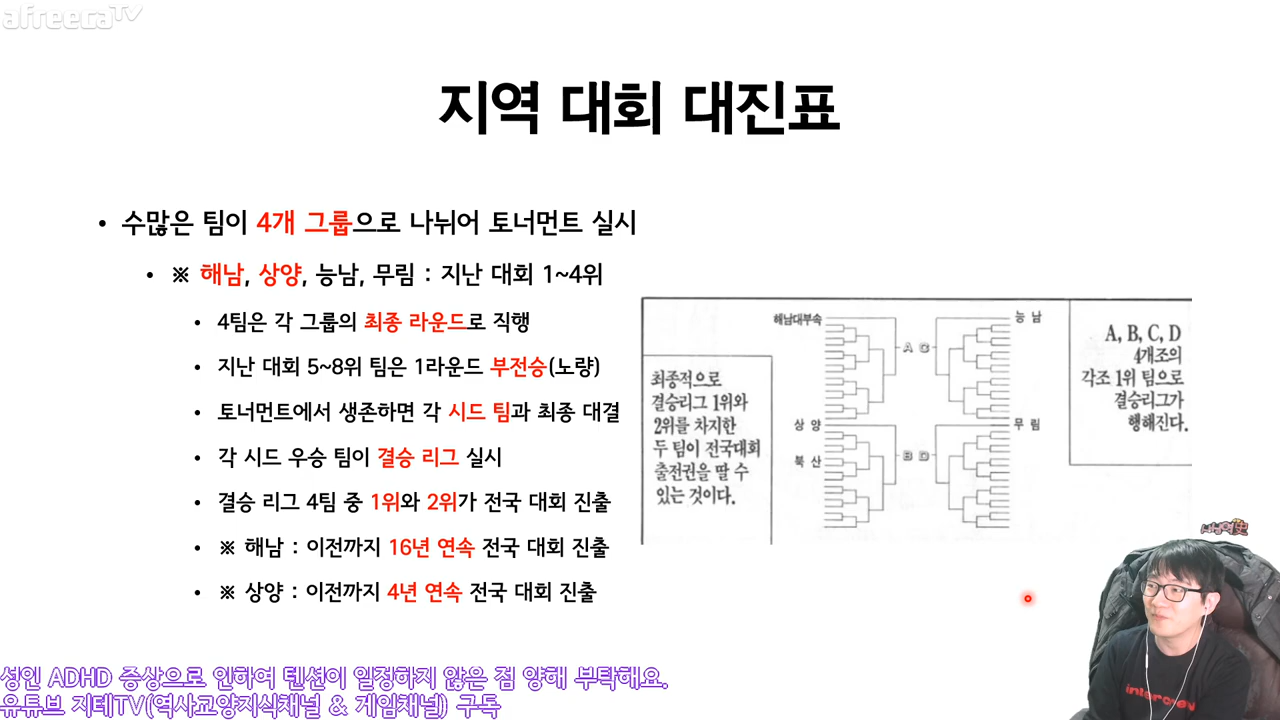 afreecaTV
지역 대회 대진표
• 수많은 팀이 4개 그룹으로 나뉘어 토너먼트 실시
• ※ 해남, 상양, 능남, 무림 : 지난 대회 1~4위
• 4팀은 각 그룹의 최종 라운드로 직행
• 지난 대회 5~8위 팀은 1라운드 부전승(노량)
• 토너먼트에서 생존하면 각 시드 팀과 최종 대결
• 각 시드 우승 팀이 결승 리그 실시
• 결승 리그 4팀 중 1위와 2위가 전국 대회 진출
• ※ 해남 : 이전까지 16년 연속 전국 대회 진출
• ※ 상양 : 이전까지 4년 연속 전국 대회 진출
최종적으로
결승리그 1위와
2위를 차지한
두 팀이 전국대회
출전권을 딸 수
있는 것이다.
해남대부속
능 남
A C
상 양
무 림
북 산
B D
A, B, C, D
4개조의
각조 1위 팀으로
결승리그가
행해진다.
성인 ADHD 증상으로 인하여 텐션이 일정하지 않은 점 양해 부탁해요.
유튜브 지테TV(역사교양지식채널 & 게임채널) 구독